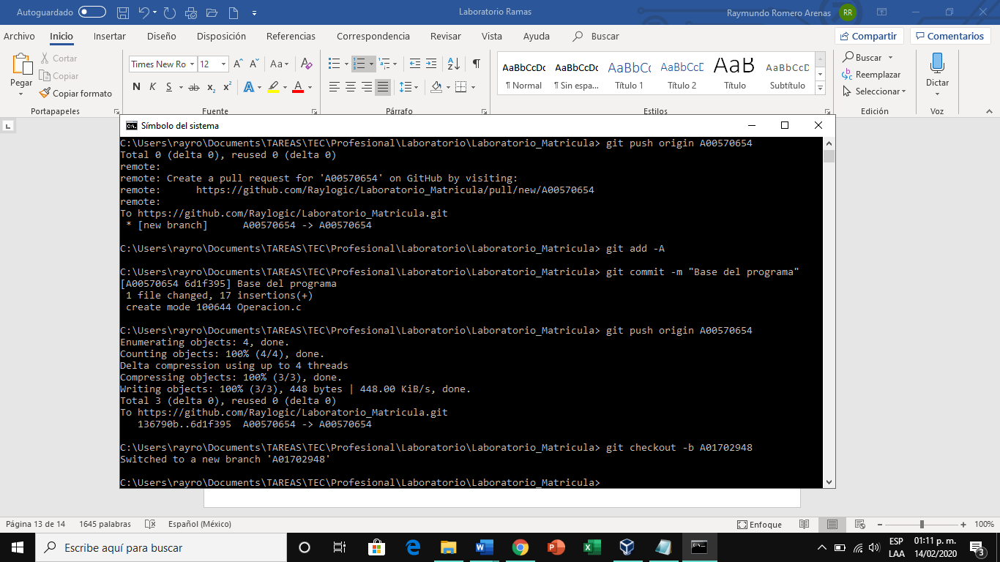 Autoguardado
Laboratorio Ramas
Raymundo Romero Arenas
RR
Archivo Inicio Insertar Diseño Disposición Referencias Correspondencia Revisar Vista Ayuda Buscar
Compartir Comentarios
Pegar
Cortar
Copiar
Copiar formato
Portapapeles
Times New Ro 12
Aa
N K S ab x₂ x²
Fuente
Párrafo
AaBbCcDc AaBbCcDc AaBbCc AaBbCcD AaB AaBbCcD
¶ Normal ¶ Sin espa... Título 1 Título 2 Título Subtítulo
Estilos
Buscar
Reemplazar
Seleccionar
Edición
Dictar
Voz
Símbolo del sistema
C:\Users\rayro\Documents\TAREAS\TEC\Profesional\Laboratorio\Laboratorio_Matricula> git push origin A00570654
Total 0 (delta 0), reused 0 (delta 0)
remote:
remote: Create a pull request for 'A00570654' on GitHub by visiting:
remote:      https://github.com/Raylogic/Laboratorio_Matricula/pull/new/A00570654
remote:
To https://github.com/Raylogic/Laboratorio_Matricula.git
 * [new branch]      A00570654 -> A00570654
C:\Users\rayro\Documents\TAREAS\TEC\Profesional\Laboratorio\Laboratorio_Matricula> git add -A
C:\Users\rayro\Documents\TAREAS\TEC\Profesional\Laboratorio\Laboratorio_Matricula> git commit -m "Base del programa"
[A00570654 6d1f395] Base del programa
 1 file changed, 17 insertions(+)
 create mode 100644 Operacion.c
C:\Users\rayro\Documents\TAREAS\TEC\Profesional\Laboratorio\Laboratorio_Matricula> git push origin A00570654
Enumerating objects: 4, done.
Counting objects: 100% (4/4), done.
Delta compression using up to 4 threads
Compressing objects: 100% (3/3), done.
Writing objects: 100% (3/3), 448 bytes | 448.00 KiB/s, done.
Total 3 (delta 0), reused 0 (delta 0)
To https://github.com/Raylogic/Laboratorio_Matricula.git
   136790b..6d1f395  A00570654 -> A00570654
C:\Users\rayro\Documents\TAREAS\TEC\Profesional\Laboratorio\Laboratorio_Matricula> git checkout -b A01702948
Switched to a new branch 'A01702948'
C:\Users\rayro\Documents\TAREAS\TEC\Profesional\Laboratorio\Laboratorio_Matricula>
Página 13 de 14 1645 palabras Español (México) Enfoque 100%
Escribe aquí para buscar
ESP
LAA
01:11 p. m.
14/02/2020
3